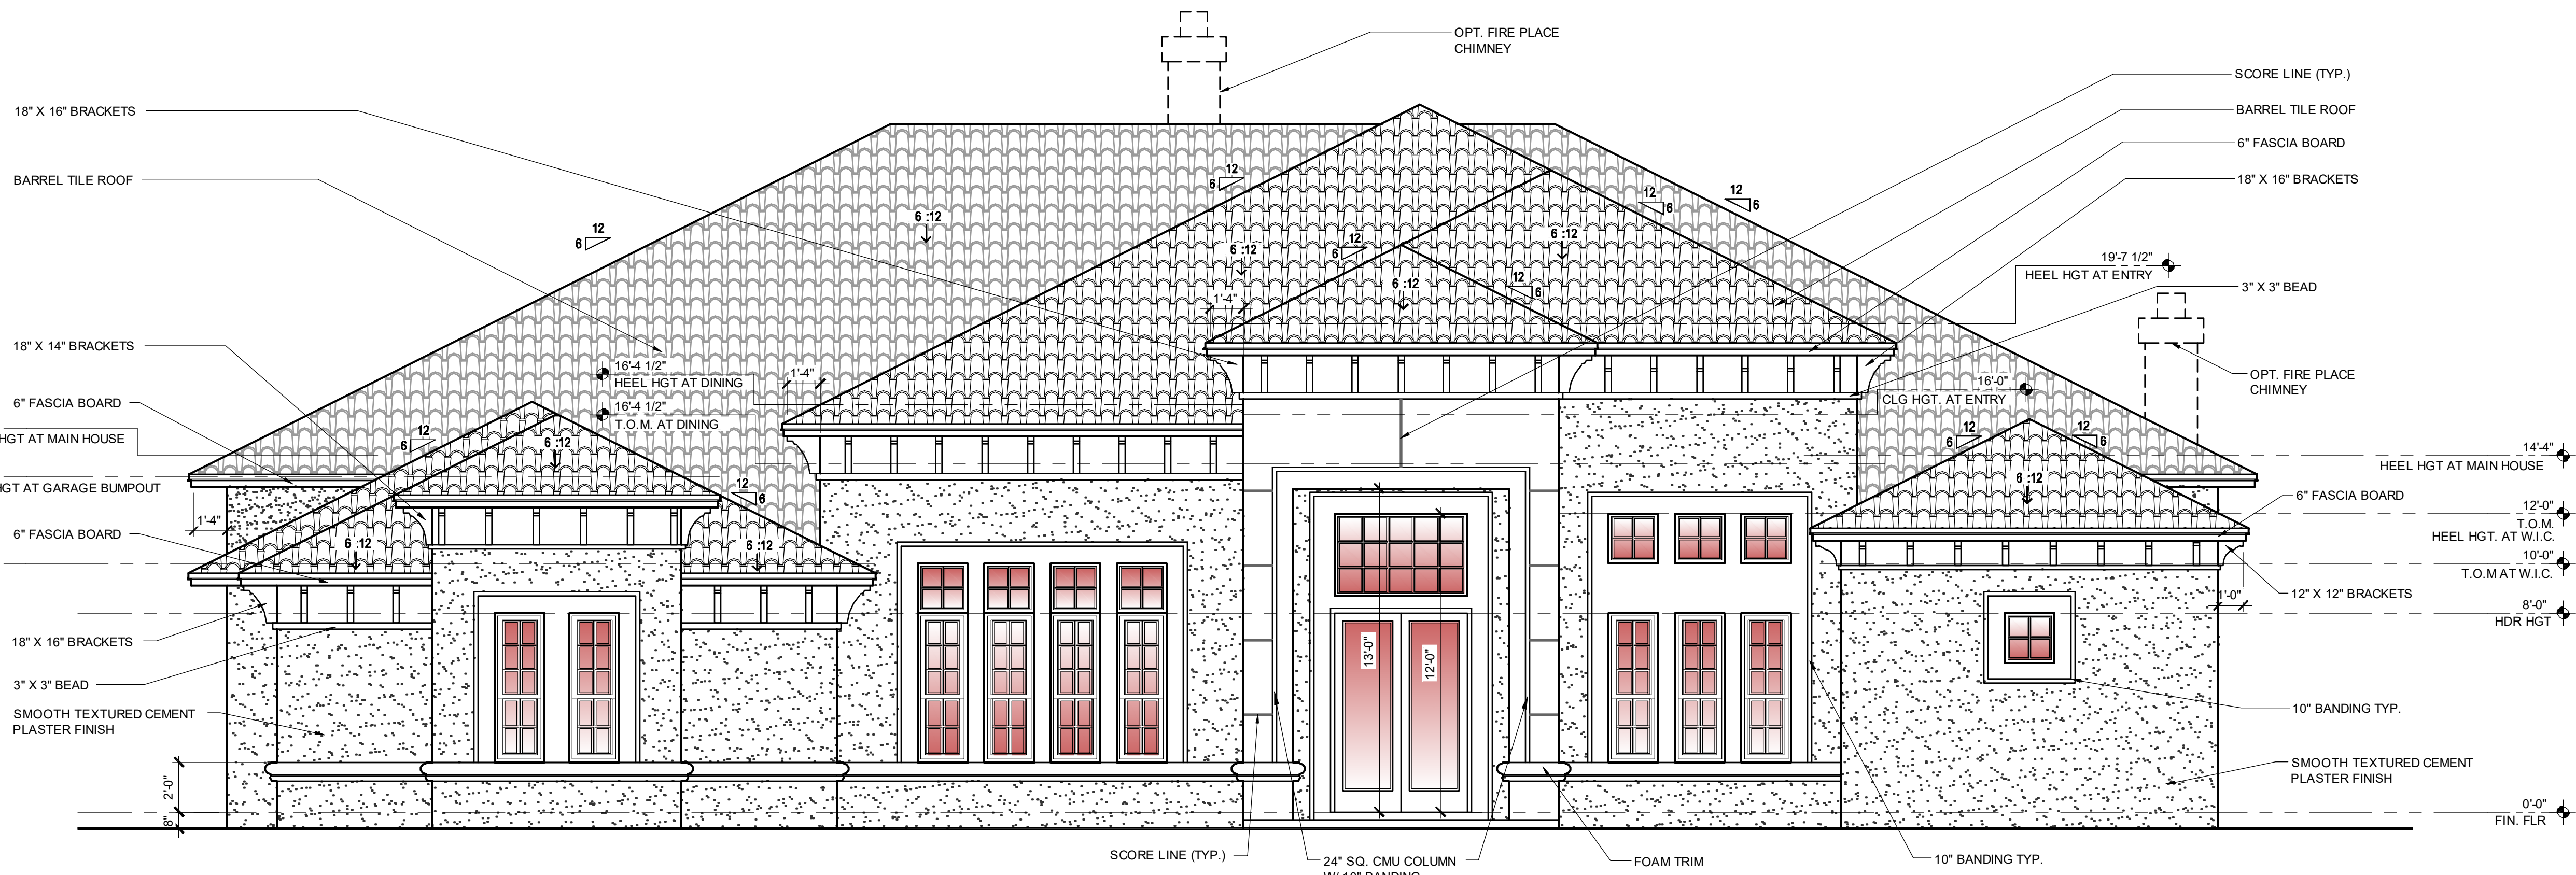 OPT. FIRE PLACE
CHIMNEY
SCORE LINE (TYP.)
18" X 16" BRACKETS
BARREL TILE ROOF
6" FASCIA BOARD
BARREL TILE ROOF
18" X 16" BRACKETS
12
6
12
6
12
6
12
6
6 :12
12
6
6 :12
6 :12
6 :12
12
6
19'-7 1/2"
HEEL HGT AT ENTRY
3" X 3" BEAD
1'-4"
18" X 14" BRACKETS
16'-4 1/2"
HEEL HGT AT DINING
1'-4"
16'-0"
CLG HGT. AT ENTRY
OPT. FIRE PLACE
CHIMNEY
6" FASCIA BOARD
16'-4 1/2"
T.O.M. AT DINING
HGT AT MAIN HOUSE
12
6
6 :12
12
6
12
6
14'-4"
HEEL HGT AT MAIN HOUSE
HGT AT GARAGE BUMPOUT
12
6
6 :12
6" FASCIA BOARD
1'-4"
12'-0"
T.O.M.
HEEL HGT. AT W.I.C.
6" FASCIA BOARD
6 :12
6 :12
10'-0"
T.O.M AT W.I.C.
1'-0"
12" X 12" BRACKETS
8'-0"
HDR HGT
18" X 16" BRACKETS
13'-0"
12'-0"
3" X 3" BEAD
10" BANDING TYP.
SMOOTH TEXTURED CEMENT
PLASTER FINISH
SMOOTH TEXTURED CEMENT
PLASTER FINISH
2'-0"
8"
0'-0"
FIN. FLR
SCORE LINE (TYP.)
24" SQ. CMU COLUMN
W/ 10" BANDING
FOAM TRIM
10" BANDING TYP.